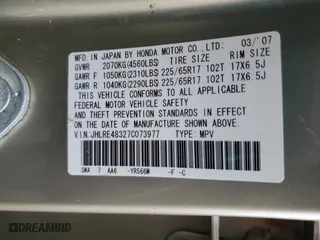 MFD. IN JAPAN BY HONDA MOTOR CO., LTD: 03/'07
GVWR 2070KG(4560LBS) TIRE SIZE RIM SIZE
GAWR F 1050KG(2310LBS) 225/65R17 102T 17X6.5J
GAWR R 1040KG(2290LBS) 225/65R17 102T 17X6.5J
THIS VEHICLE CONFORMS TO ALL APPLICABLE
FEDERAL MOTOR VEHICLE SAFETY AND
THEFT PREVENTION STANDARDS IN EFFECT ON THE
DATE OF MANUFACTURE SHOWN ABOVE.
V.I.N:JHLRE48327C073977 TYPE: MPV
SWA 7 AA6 -YR566M -F -C
DREAMBID